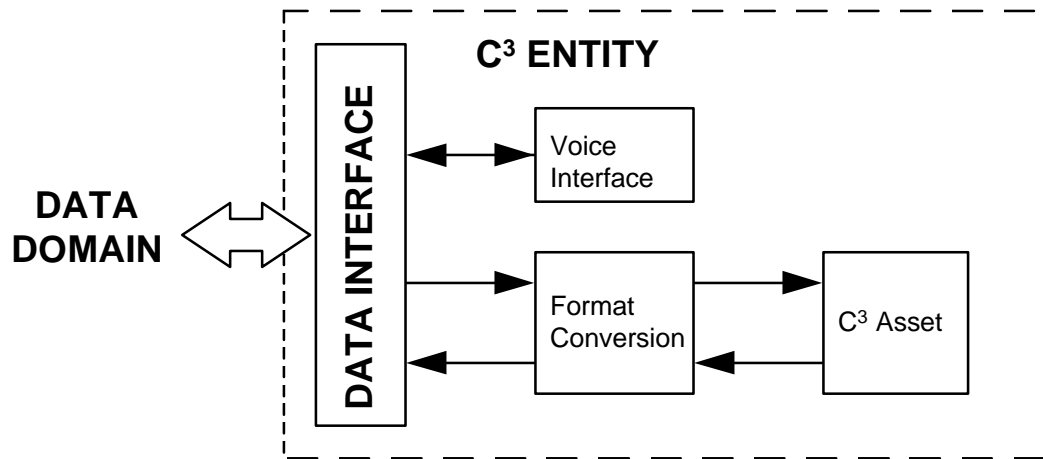 C³ ENTITY
DATA INTERFACE
Voice
Interface
DATA
DOMAIN
Format
Conversion
C³ Asset